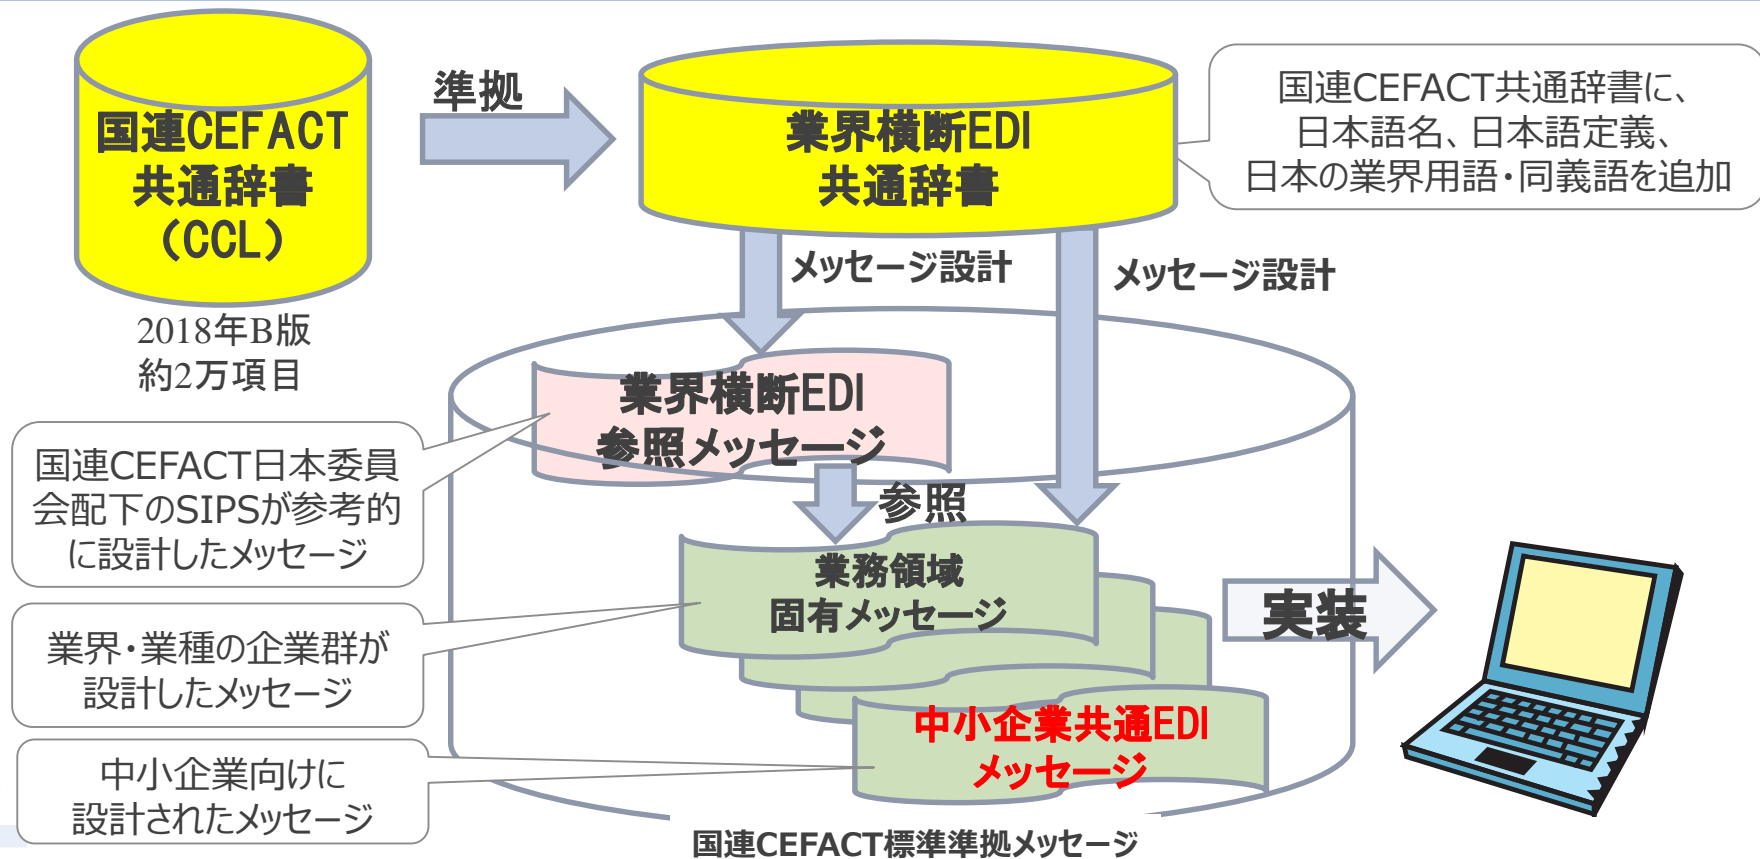 国連CEFACT
共通辞書
（CCL）
2018年B版
約2万項目
準拠
業界横断EDI
共通辞書
国連CEFACT共通辞書に、
日本語名、日本語定義、
日本の業界用語・同義語を追加
メッセージ設計
メッセージ設計
業界横断EDI
参照メッセージ
国連CEFACT日本委員
会配下のSIPSが参考的
に設計したメッセージ
参照
業務領域
固有メッセージ
業界・業種の企業群が
設計したメッセージ
実装
中小企業共通EDI
メッセージ
中小企業向けに
設計されたメッセージ
国連CEFACT標準準拠メッセージ